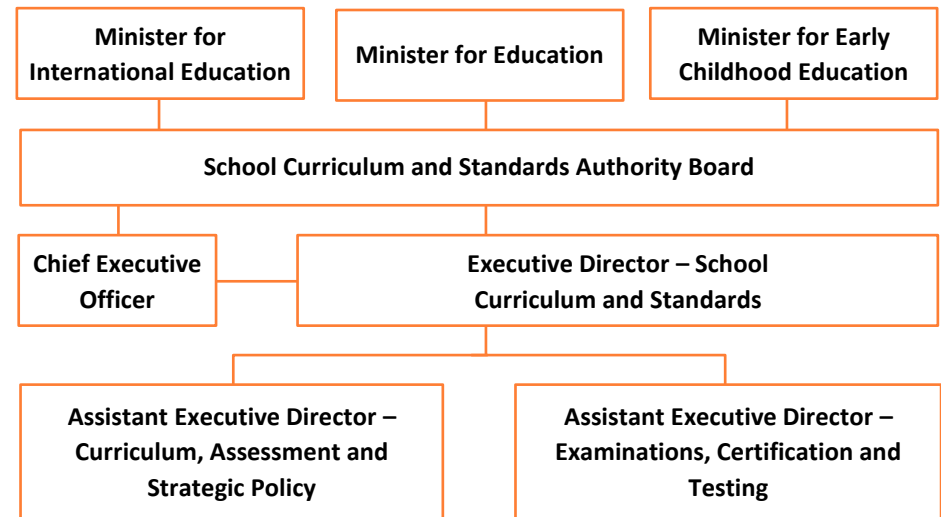 Minister for
International Education
Minister for Education
Minister for Early
Childhood Education
School Curriculum and Standards Authority Board
Chief Executive
Officer
Executive Director – School
Curriculum and Standards
Assistant Executive Director –
Curriculum, Assessment and
Strategic Policy
Assistant Executive Director –
Examinations, Certification and
Testing